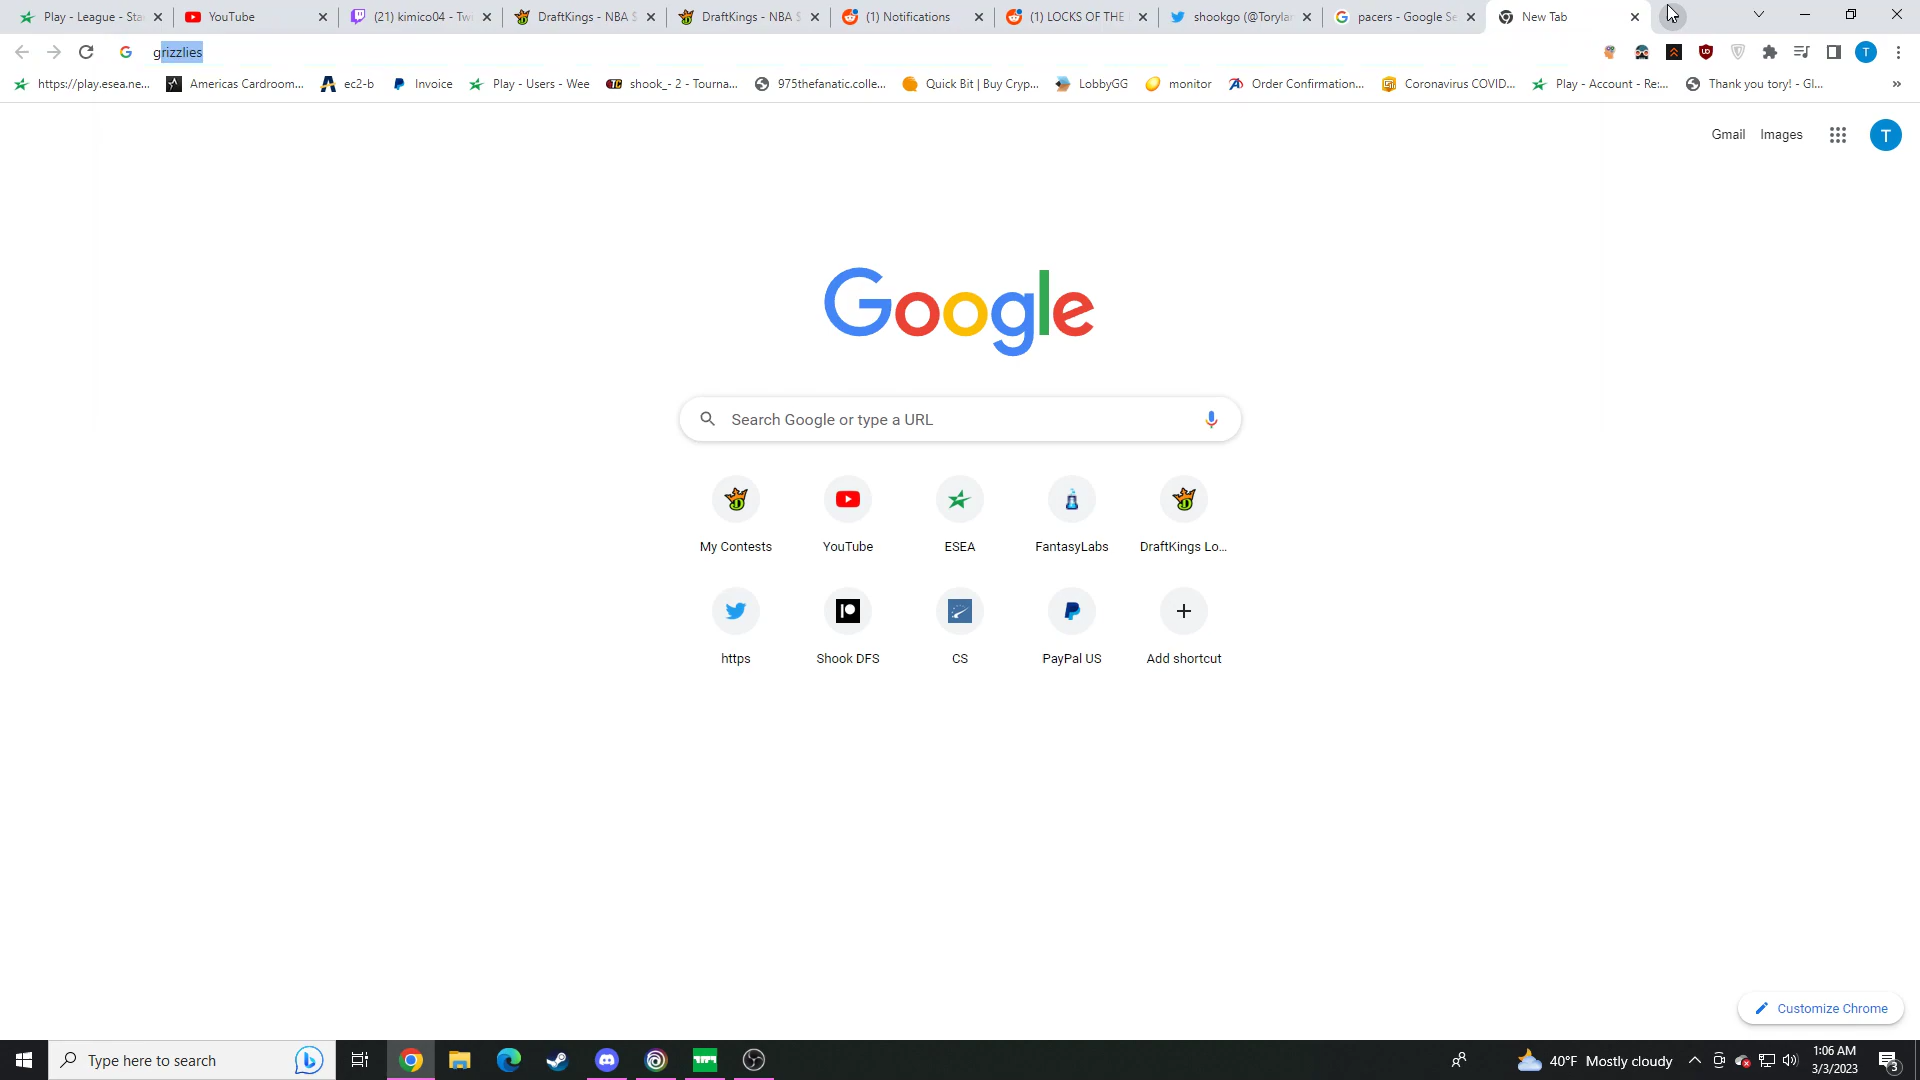 Play - League - Sta
YouTube
(21) kimico04 - Twi
DraftKings - NBA S
DraftKings - NBA S
(1) Notifications
(1) LOCKS OF THE
shookgo (@Torylar
pacers - Google Se
New Tab
grizzlies
https://play.esea.ne...
Americas Cardroom...
ec2-b
Invoice
Play - Users - Wee
shook_- 2 - Tourna...
975thefanatic.colle...
Quick Bit | Buy Cryp...
LobbyGG
monitor
Order Confirmation...
Coronavirus COVID...
Play - Account - Re:...
Thank you tory! - Gl...
»
Gmail
Images
T
T
Google
Search Google or type a URL
My Contests
YouTube
ESEA
FantasyLabs
DraftKings Lo...
https
Shook DFS
CS
PayPal US
Add shortcut
Customize Chrome
Type here to search
40°F Mostly cloudy
1:06 AM
3/3/2023
3